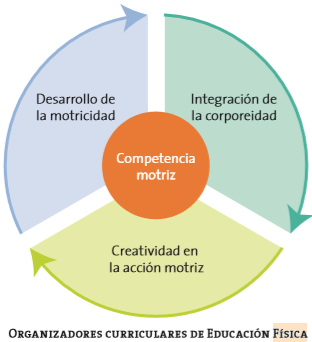 Desarrollo de
la motricidad
Integración de
la corporeidad
Competencia
motriz
Creatividad en
la acción motriz
Organizadores curriculares de Educación Física